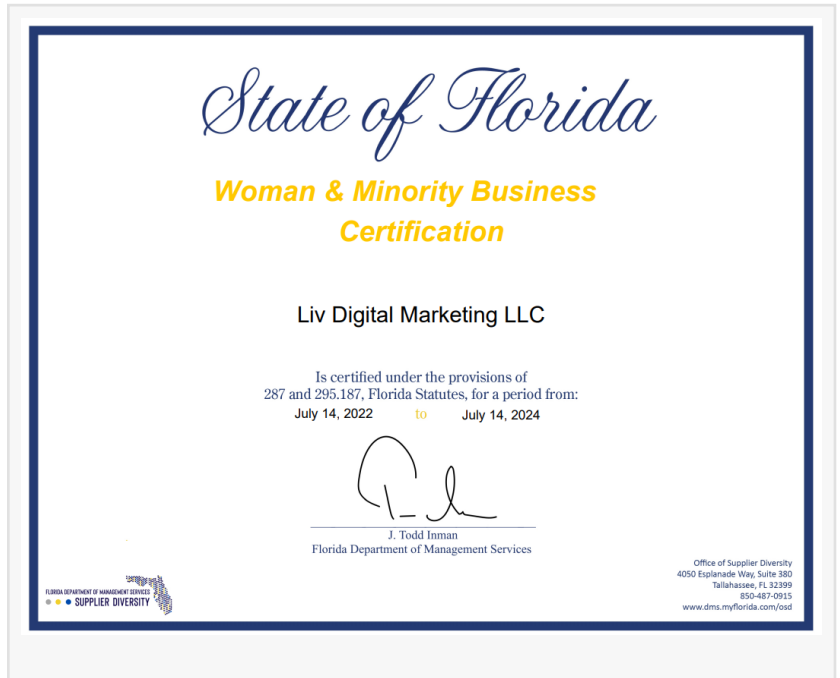 State of Florida
Woman & Minority Business
Certification
Liv Digital Marketing LLC
Is certified under the provisions of
287 and 295.187, Florida Statutes, for a period from:
July 14, 2022 to July 14, 2024
J. Todd Inman
Florida Department of Management Services
FLORIDA DEPARTMENT OF MANAGEMENT SERVICES
SUPPLIER DIVERSITY
Office of Supplier Diversity
4050 Esplanade Way, Suite 380
Tallahassee, FL 32399
850-487-0915
www.dms.myflorida.com/osd